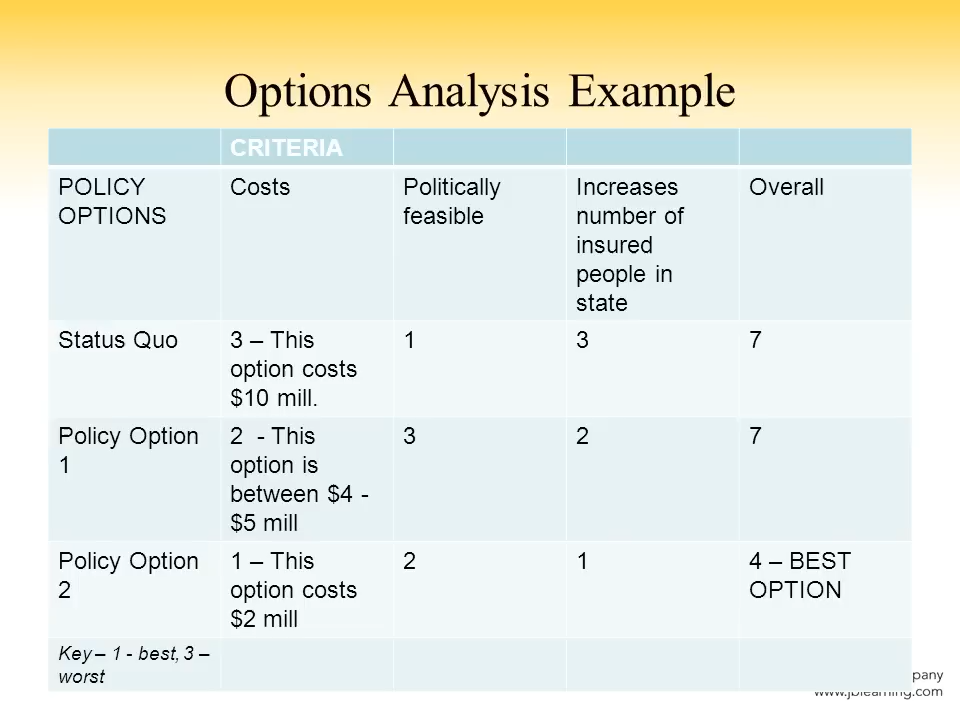 Options Analysis Example
CRITERIA
POLICY
OPTIONS
Costs
Politically
feasible
Increases
number of
insured
people in
state
Overall
Status Quo
3 – This
option costs
$10 mill.
1
3
7
Policy Option
1
2  - This
option is
between $4 -
$5 mill
3
2
7
Policy Option
2
1 – This
option costs
$2 mill
2
1
4 – BEST
OPTION
Key – 1 - best, 3 –
worst
pany
www.jblearning.com